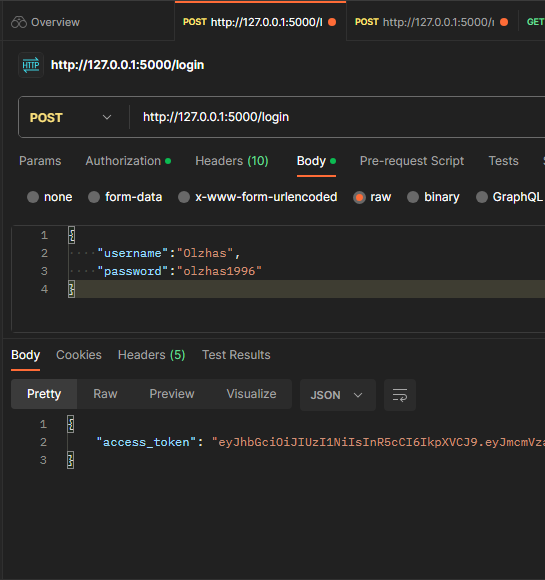 Overview POST http://127.0.0.1:5000/l POST http://127.0.0.1:5000/r GET
HTTP http://127.0.0.1:5000/login
POST http://127.0.0.1:5000/login
Params Authorization Headers (10) Body Pre-request Script Tests S
none form-data x-www-form-urlencoded raw binary GraphQL
1 {
2 "username":"Olzhas",
3 "password":"olzhas1996"
4 }
Body Cookies Headers (5) Test Results
Pretty Raw Preview Visualize JSON
1 {
2 "access_token": "eyJhbGciOiJIUzI1NiIsInR5cCI6IkpXVCJ9.eyJmcmVza
3 }